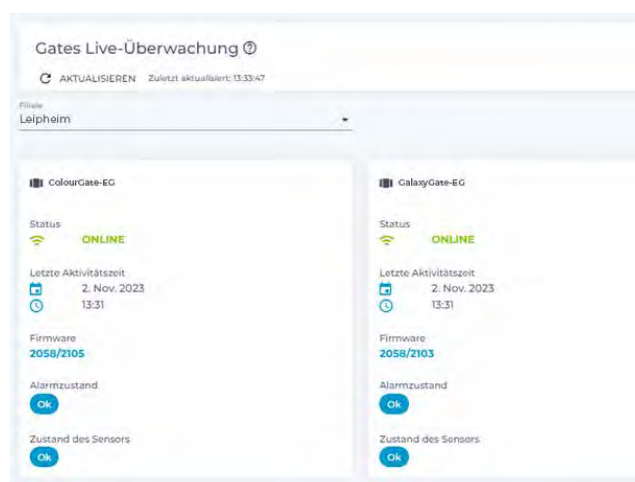 Gates Live-Überwachung
AKTUALISIEREN Zuletzt aktualisiert: 13:33:47
Filiale
Leipheim
ColourGate-EG
Status
ONLINE
Letzte Aktivitätszeit
2. Nov. 2023
13:31
Firmware
2058/2105
Alarmzustand
Ok
Zustand des Sensors
Ok
GalaxyGate-EG
Status
ONLINE
Letzte Aktivitätszeit
2. Nov. 2023
13:31
Firmware
2058/2103
Alarmzustand
Ok
Zustand des Sensors
Ok